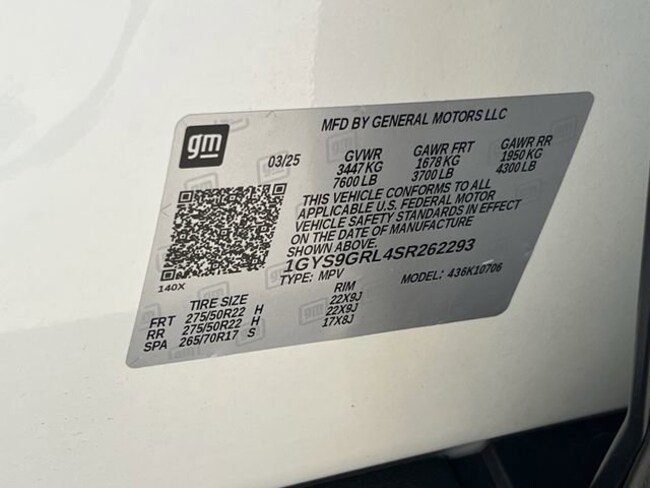 gm
MFD BY GENERAL MOTORS LLC
03/25 GVWR GAWR FRT GAWR RR
3447 KG 1678 KG 1950 KG
7600 LB 3700 LB 4300 LB
THIS VEHICLE CONFORMS TO ALL
APPLICABLE U.S. FEDERAL MOTOR
VEHICLE SAFETY STANDARDS IN EFFECT
ON THE DATE OF MANUFACTURE
SHOWN ABOVE.
1GYS9GRL4SR262293
140X
TYPE: MPV MODEL: 436K10706
TIRE SIZE RIM
FRT 275/50R22 H 22X9J
RR 275/50R22 H 22X9J
SPA 265/70R17 S 17X8J